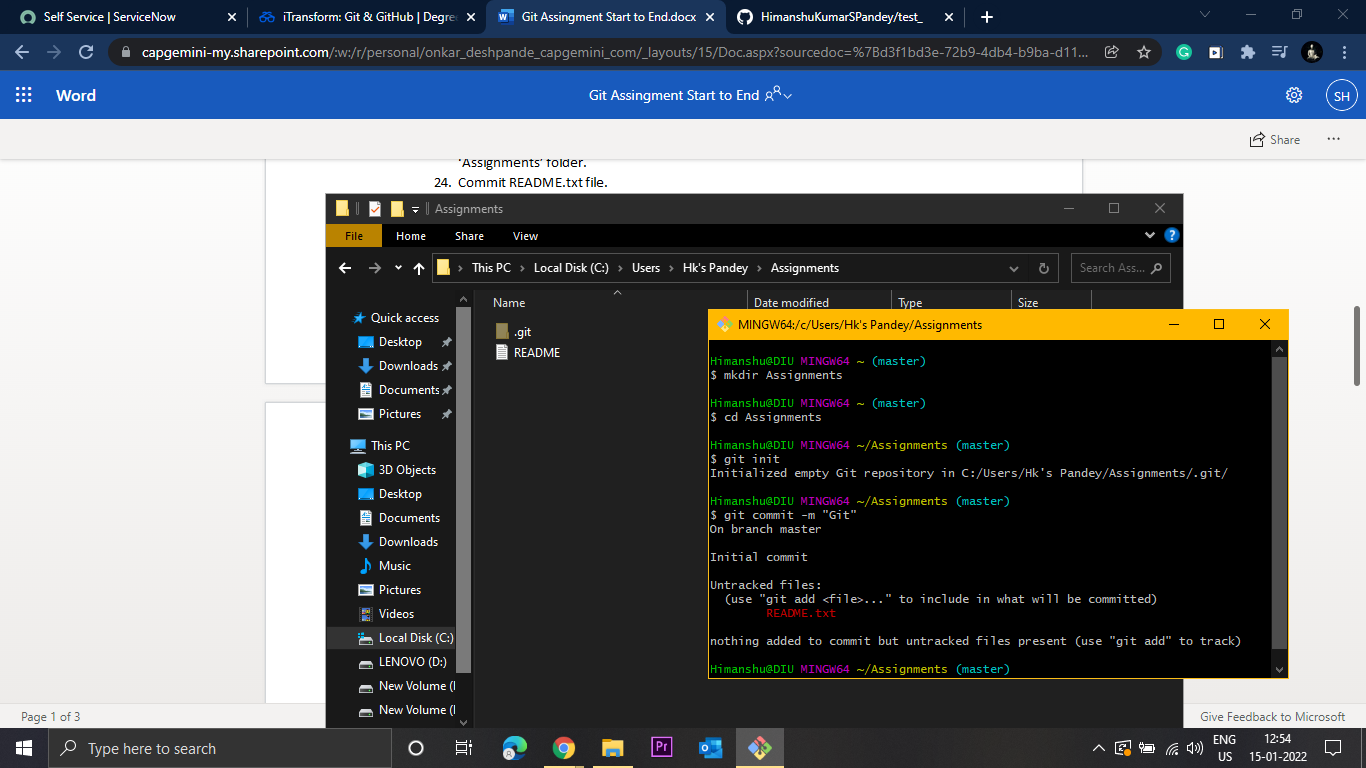 Self Service | ServiceNow
iTransform: Git & GitHub | Degre
Git Assingment Start to End.docx
HimanshuKumarSPandey/test_
capgemini-my.sharepoint.com/:w:/r/personal/onkar_deshpande_capgemini_com/_layouts/15/Doc.aspx?sourcedoc=%7Bd3f1bd3e-72b9-4db4-b9ba-d11...
Word
Git Assingment Start to End
SH
Share
'Assignments' folder.
24. Commit README.txt file.
Assignments
File Home Share View
This PC > Local Disk (C:) > Users > Hk's Pandey > Assignments
Search Ass...
Name Date modified Type Size
.git
README
Quick access
Desktop
Downloads
Documents
Pictures
This PC
3D Objects
Desktop
Documents
Downloads
Music
Pictures
Videos
Local Disk (C:)
LENOVO (D:)
New Volume (
New Volume (
MINGW64:/c/Users/Hk's Pandey/Assignments
Himanshu@DIU MINGW64 ~ (master)
$ mkdir Assignments
Himanshu@DIU MINGW64 ~ (master)
$ cd Assignments
Himanshu@DIU MINGW64 ~/Assignments (master)
$ git init
Initialized empty Git repository in C:/Users/Hk's Pandey/Assignments/.git/
Himanshu@DIU MINGW64 ~/Assignments (master)
$ git commit -m "Git"
On branch master
Initial commit
Untracked files:
(use "git add <file>..." to include in what will be committed)
README.txt
nothing added to commit but untracked files present (use "git add" to track)
Himanshu@DIU MINGW64 ~/Assignments (master)
Page 1 of 3
Give Feedback to Microsoft
Type here to search
Pr
ENG
US
12:54
15-01-2022